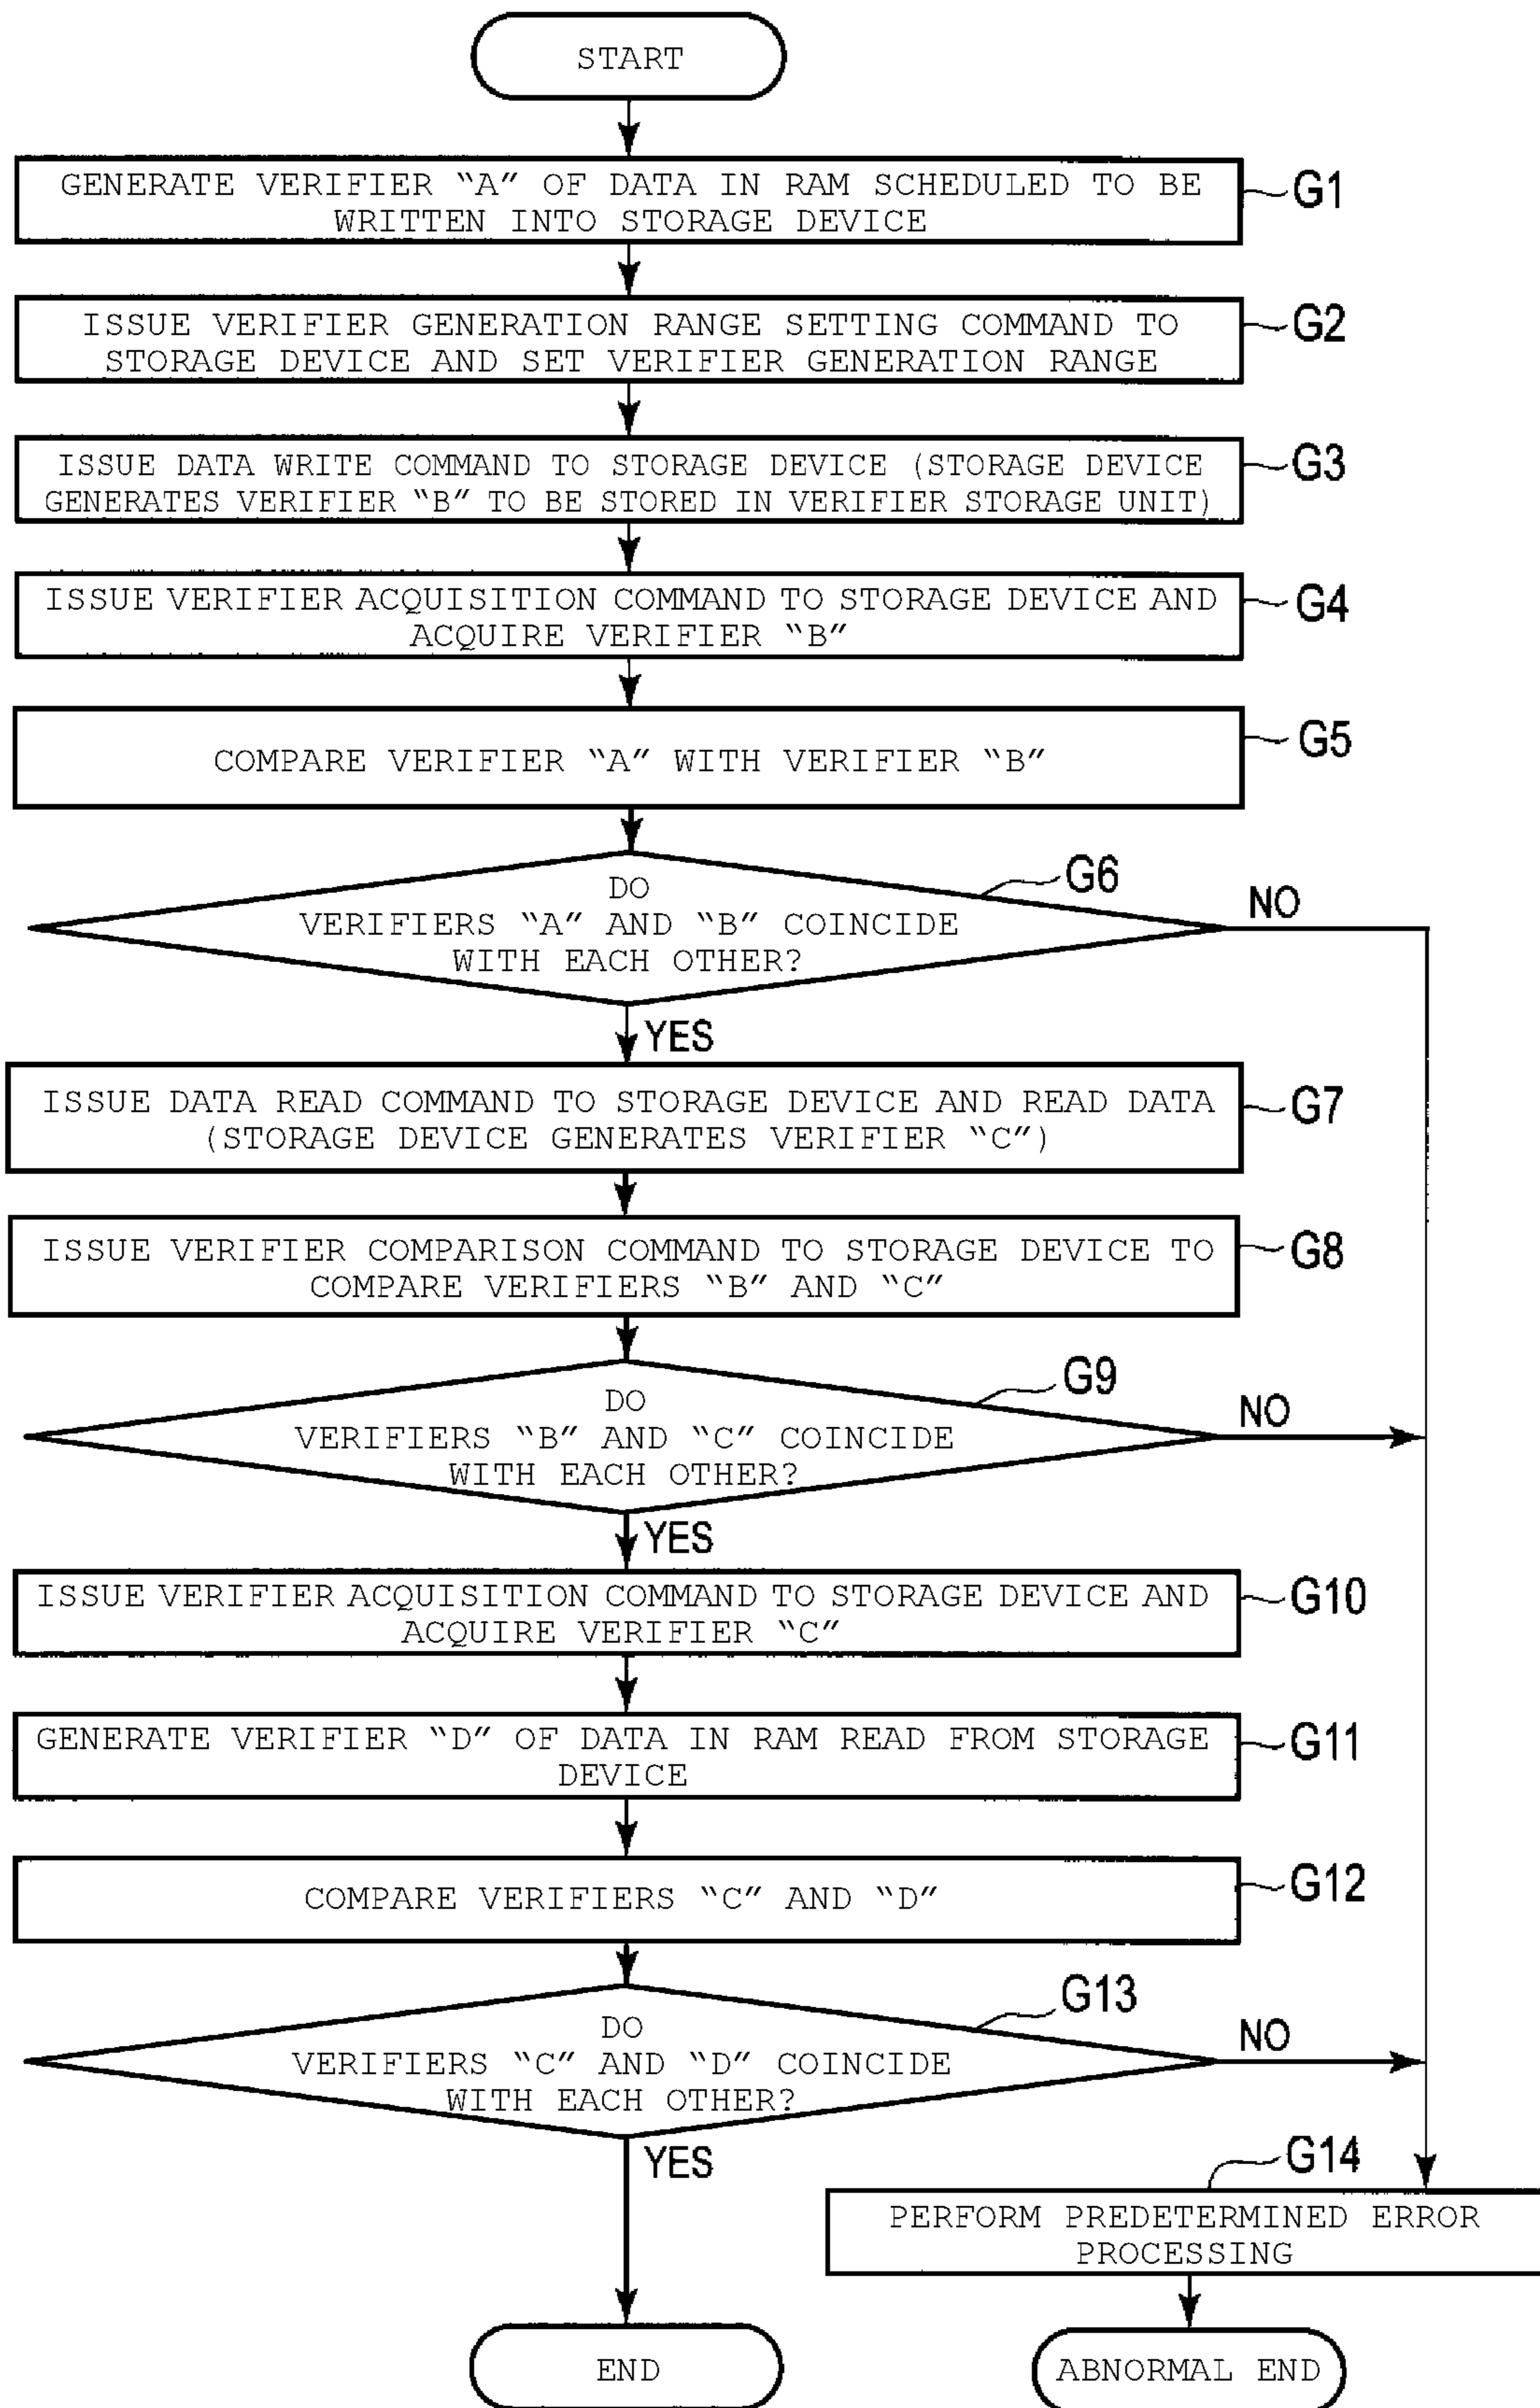 START
GENERATE VERIFIER "A" OF DATA IN RAM SCHEDULED TO BE
WRITTEN INTO STORAGE DEVICE
G1
ISSUE VERIFIER GENERATION RANGE SETTING COMMAND TO
STORAGE DEVICE AND SET VERIFIER GENERATION RANGE
G2
ISSUE DATA WRITE COMMAND TO STORAGE DEVICE (STORAGE DEVICE
GENERATES VERIFIER "B" TO BE STORED IN VERIFIER STORAGE UNIT)
G3
ISSUE VERIFIER ACQUISITION COMMAND TO STORAGE DEVICE AND
ACQUIRE VERIFIER "B"
G4
COMPARE VERIFIER "A" WITH VERIFIER "B"
G5
DO
VERIFIERS "A" AND "B" COINCIDE
WITH EACH OTHER?
G6
NO
YES
ISSUE DATA READ COMMAND TO STORAGE DEVICE AND READ DATA
(STORAGE DEVICE GENERATES VERIFIER "C")
G7
ISSUE VERIFIER COMPARISON COMMAND TO STORAGE DEVICE TO
COMPARE VERIFIERS "B" AND "C"
G8
DO
VERIFIERS "B" AND "C" COINCIDE
WITH EACH OTHER?
G9
NO
YES
ISSUE VERIFIER ACQUISITION COMMAND TO STORAGE DEVICE AND
ACQUIRE VERIFIER "C"
G10
GENERATE VERIFIER "D" OF DATA IN RAM READ FROM STORAGE
DEVICE
G11
COMPARE VERIFIERS "C" AND "D"
G12
DO
VERIFIERS "C" AND "D" COINCIDE
WITH EACH OTHER?
G13
NO
YES
G14
PERFORM PREDETERMINED ERROR
PROCESSING
END
ABNORMAL END